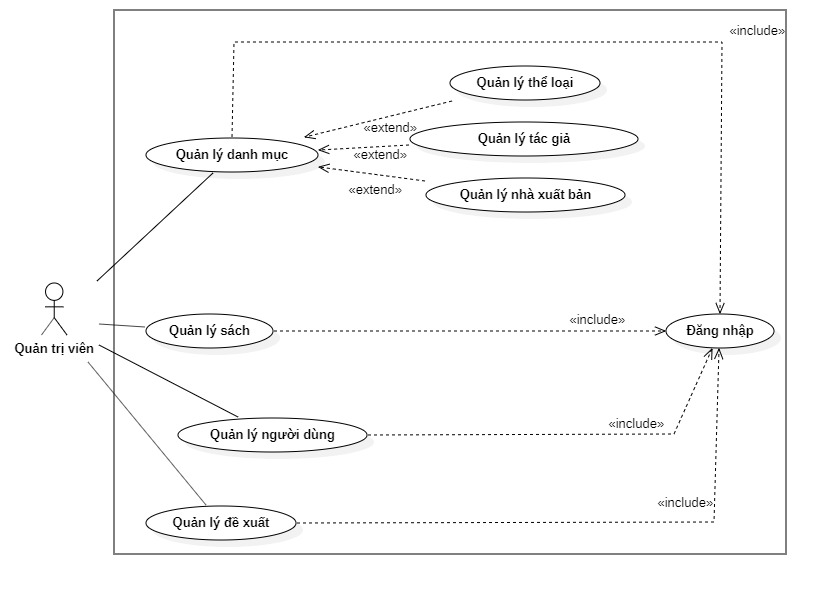 «include»
Quản lý thể loại
«extend»
Quản lý tác giả
Quản lý danh mục
«extend»
«extend»
Quản lý nhà xuất bản
Quản trị viên
Quản lý sách
«include»
Đăng nhập
Quản lý người dùng
«include»
Quản lý đề xuất
«include»